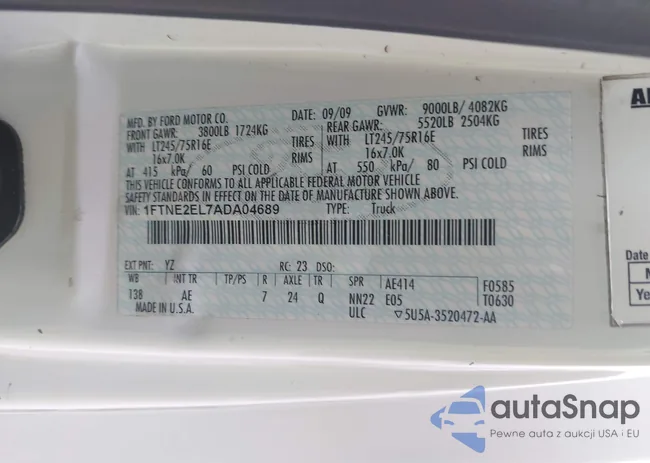 MFD. BY FORD MOTOR CO.
DATE: 09/09 GVWR: 9000LB/ 4082KG
FRONT GAWR: 3800LB 1724KG
REAR GAWR: 5520LB 2504KG
WITH LT245/75R16E TIRES
WITH LT245/75R16E TIRES
16x7.0K RIMS
16x7.0K RIMS
AT 415 kPa/ 60 PSI COLD
AT 550 kPa/ 80 PSI COLD
THIS VEHICLE CONFORMS TO ALL APPLICABLE FEDERAL MOTOR VEHICLE
SAFETY STANDARDS IN EFFECT ON THE DATE OF MANUFACTURE SHOWN ABOVE.
VIN: 1FTNE2EL7ADA04689 TYPE: Truck
EXT PNT: YZ RC: 23 DSO:
WB INT TR TP/PS R AXLE TR SPR AE414 F0585
138 AE 7 24 Q NN22 E05 T0630
MADE IN U.S.A. ULC ▽5U5A-3520472-AA
Date
Ye
autaSnap
Pewne auta z aukcji USA i EU